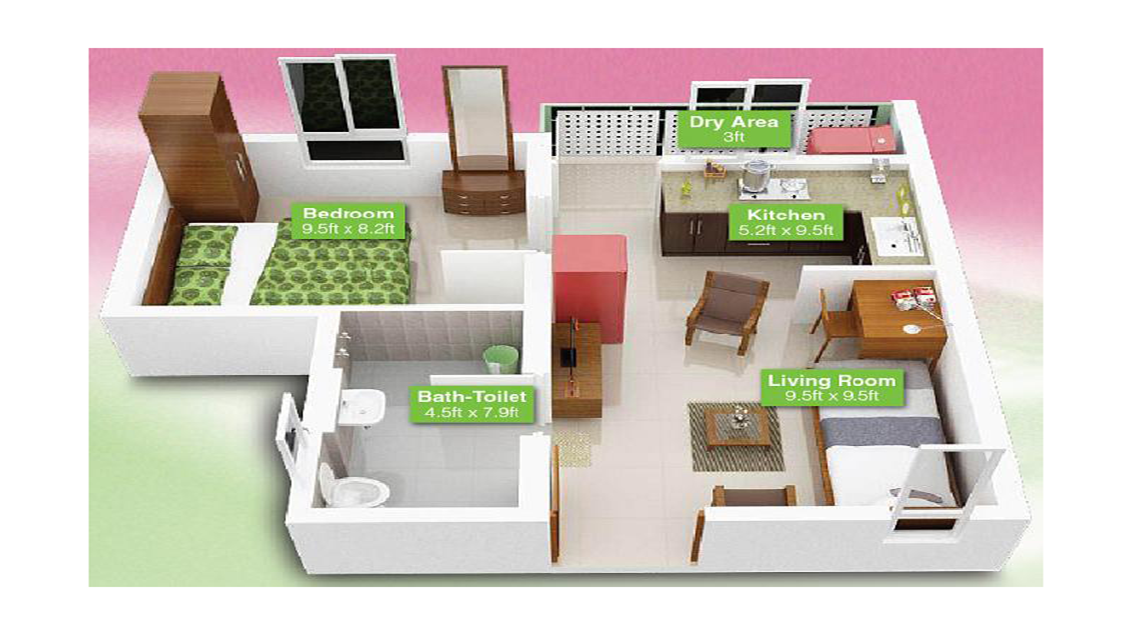 Dry Area
3ft
Bedroom
9.5ft x 8.2ft
Kitchen
5.2ft x 9.5ft
Living Room
9.5ft x 9.5ft
Bath-Toilet
4.5ft x 7.9ft